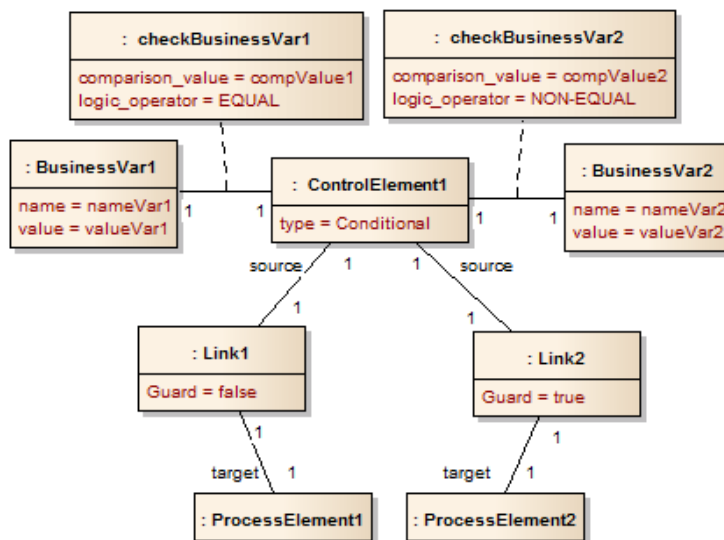 : checkBusinessVar1
comparison_value = compValue1
logic_operator = EQUAL
: checkBusinessVar2
comparison_value = compValue2
logic_operator = NON-EQUAL
: BusinessVar1
name = nameVar1
value = valueVar1
1
1
: ControlElement1
type = Conditional
1
1
: BusinessVar2
name = nameVar2
value = valueVar2
source
1
1
source
1
1
: Link1
Guard = false
: Link2
Guard = true
1
target
1
1
target
1
: ProcessElement1
: ProcessElement2